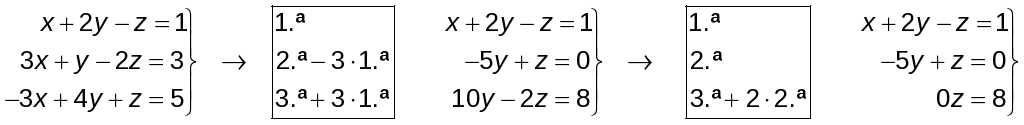 x + 2y − z = 1 → 1.ª x + 2y − z = 1 → 1.ª x + 2y − z = 1
3x + y − 2z = 3 2.ª − 3 · 1.ª −5y + z = 0 2.ª −5y + z = 0
−3x + 4y + z = 5 3.ª + 3 · 1.ª 10y − 2z = 8 3.ª + 2 · 2.ª 0z = 8